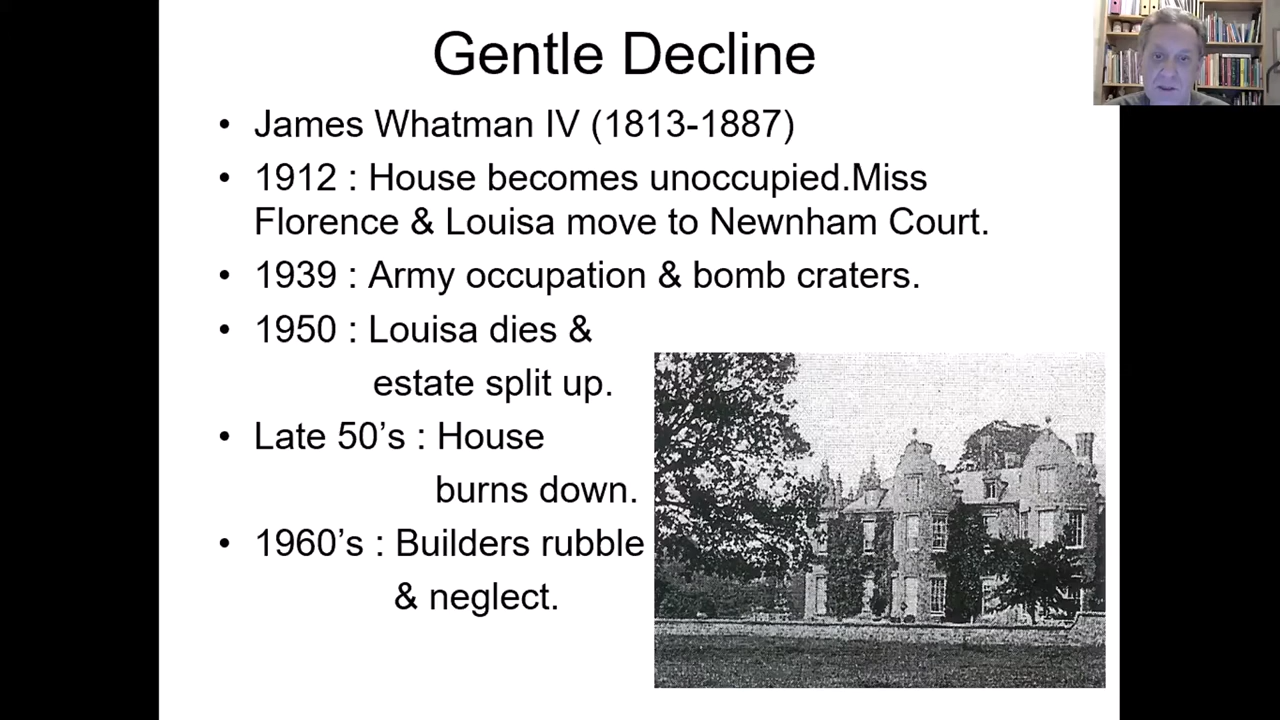 Gentle Decline
• James Whatman IV (1813-1887)
• 1912 : House becomes unoccupied.Miss
Florence & Louisa move to Newnham Court.
• 1939 : Army occupation & bomb craters.
• 1950 : Louisa dies &
estate split up.
• Late 50’s : House
burns down.
• 1960’s : Builders rubble
& neglect.